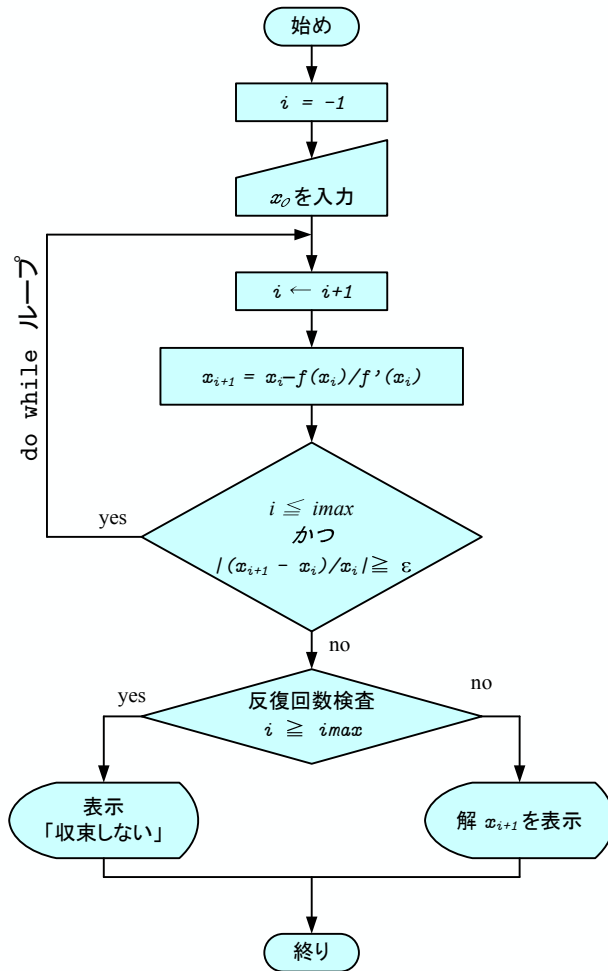 始め
i = -1
x₀を入力
do while ループ
i ← i+1
xᵢ₊₁ = xᵢ−f(xᵢ)/f’(xᵢ)
i ≦ imax
かつ
|(xᵢ₊₁ - xᵢ)/xᵢ|≧ ε
yes
no
反復回数検査
i ≧ imax
yes
no
表示
「収束しない」
解 xᵢ₊₁を表示
終り